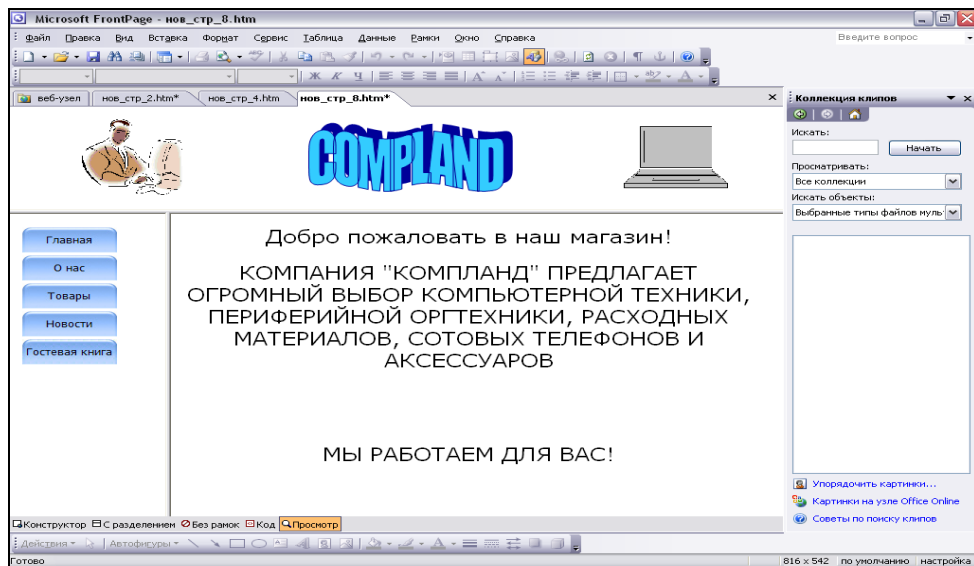 Microsoft FrontPage - нов_стр_8.htm
Файл Правка Вид Вставка Формат Сервис Таблица Данные Рамки Окно Справка
Введите вопрос
Ж К Ч
веб-узел нов_стр_2.htm* нов_стр_4.htm нов_стр_8.htm*
Коллекция клипов
Искать:
Начать
Просматривать:
Все коллекции
Искать объекты:
Выбранные типы файлов муль
COMPLAND
Главная
О нас
Товары
Новости
Гостевая книга
Добро пожаловать в наш магазин!
КОМПАНИЯ "КОМПЛАНД" ПРЕДЛАГАЕТ
ОГРОМНЫЙ ВЫБОР КОМПЬЮТЕРНОЙ ТЕХНИКИ,
ПЕРИФЕРИЙНОЙ ОРГТЕХНИКИ, РАСХОДНЫХ
МАТЕРИАЛОВ, СОТОВЫХ ТЕЛЕФОНОВ И
АКСЕССУАРОВ
МЫ РАБОТАЕМ ДЛЯ ВАС!
Упорядочить картинки...
Картинки на узле Office Online
Советы по поиску клипов
Конструктор С разделением Без рамок Код Просмотр
Действия Автофигуры
Готово
816 x 542 по умолчанию настройка